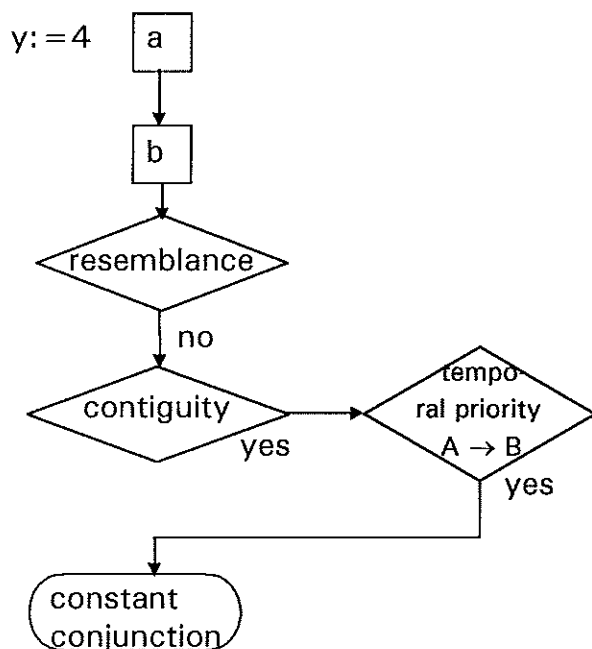 y:=4
a
b
resemblance
no
contiguity
yes
tempo-
ral priority
A → B
yes
constant
conjunction